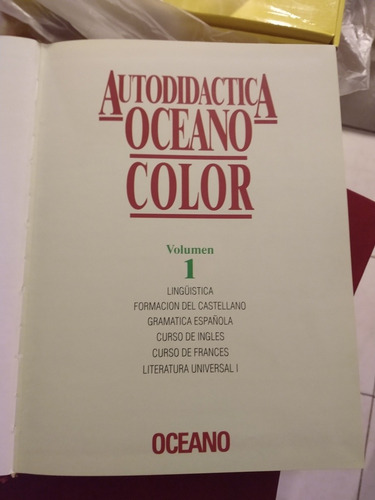 AUTODIDACTICA
OCEANO
COLOR
Volumen
1
LINGÜISTICA
FORMACION DEL CASTELLANO
GRAMATICA ESPAÑOLA
CURSO DE INGLES
CURSO DE FRANCES
LITERATURA UNIVERSAL I
OCEANO